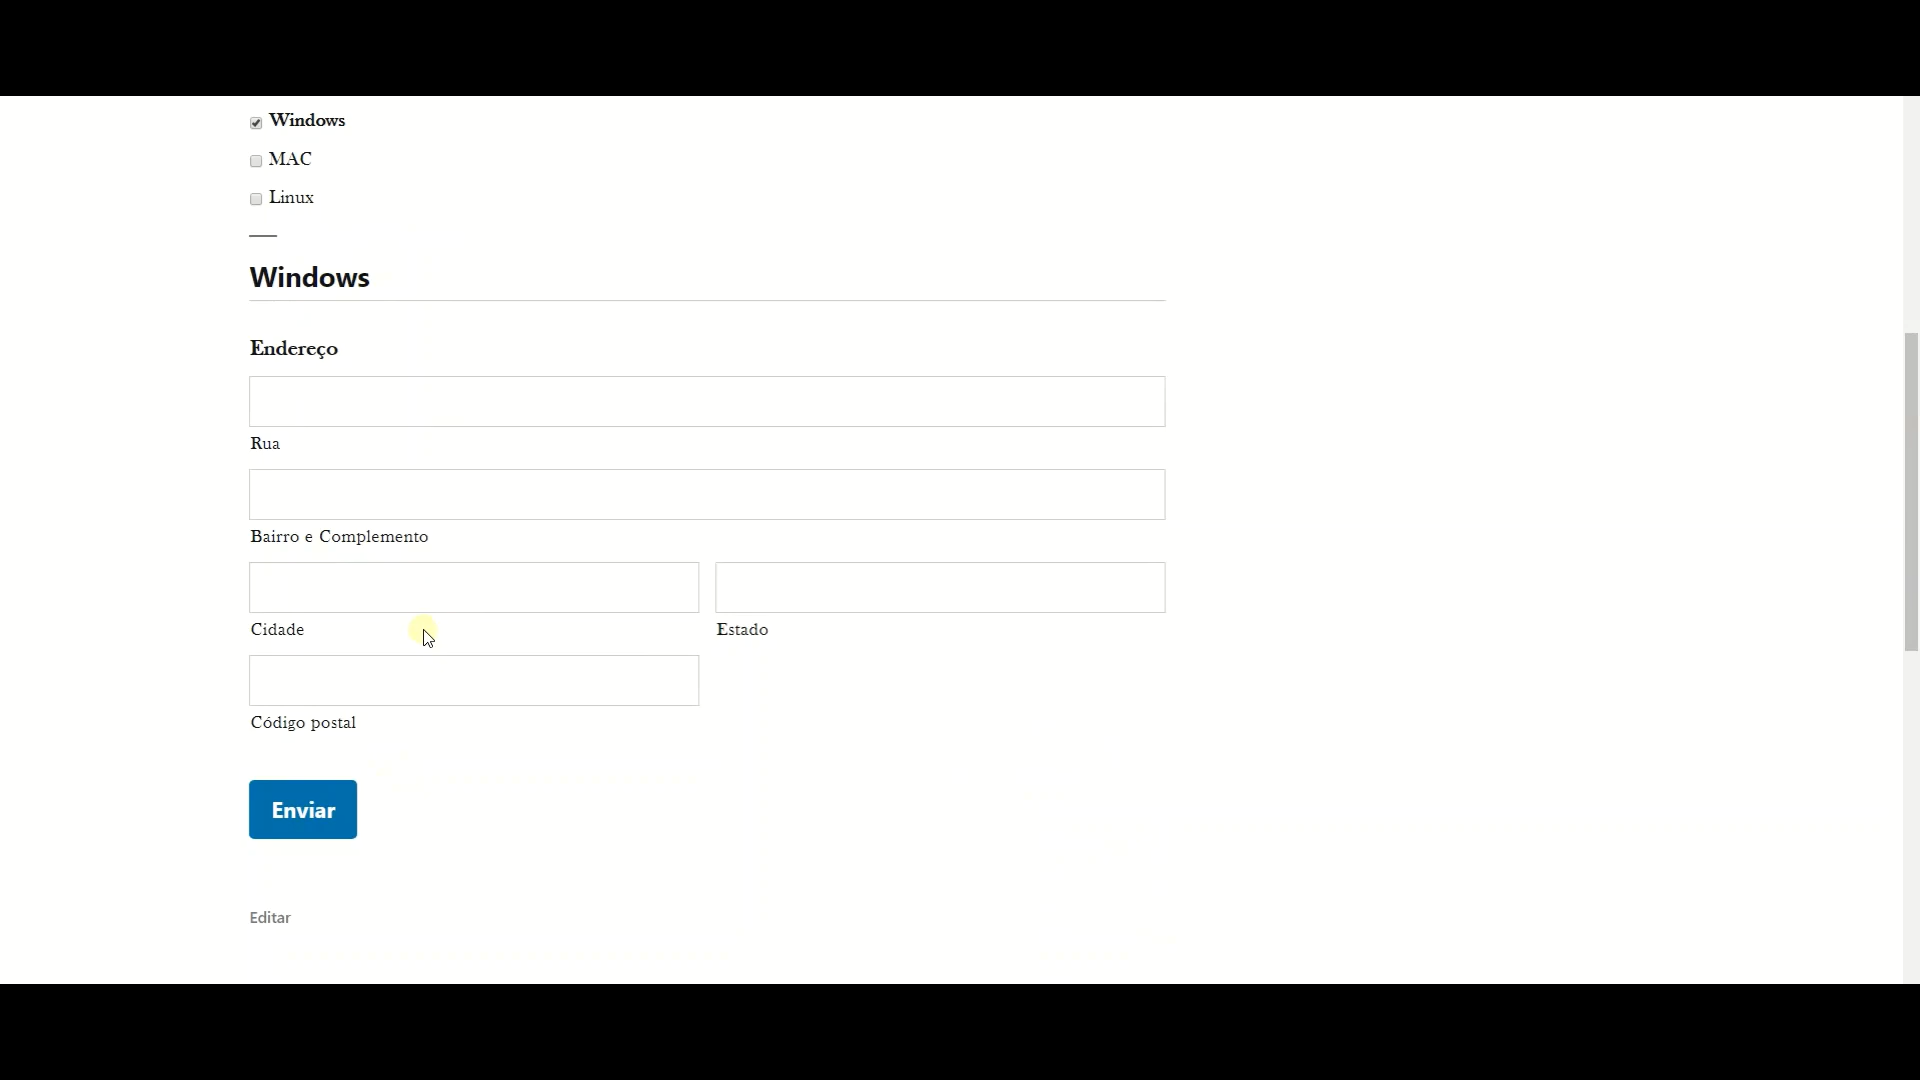 Windows
MAC
Linux
Windows
Endereço
Rua
Bairro e Complemento
Cidade
Estado
Código postal
Enviar
Editar